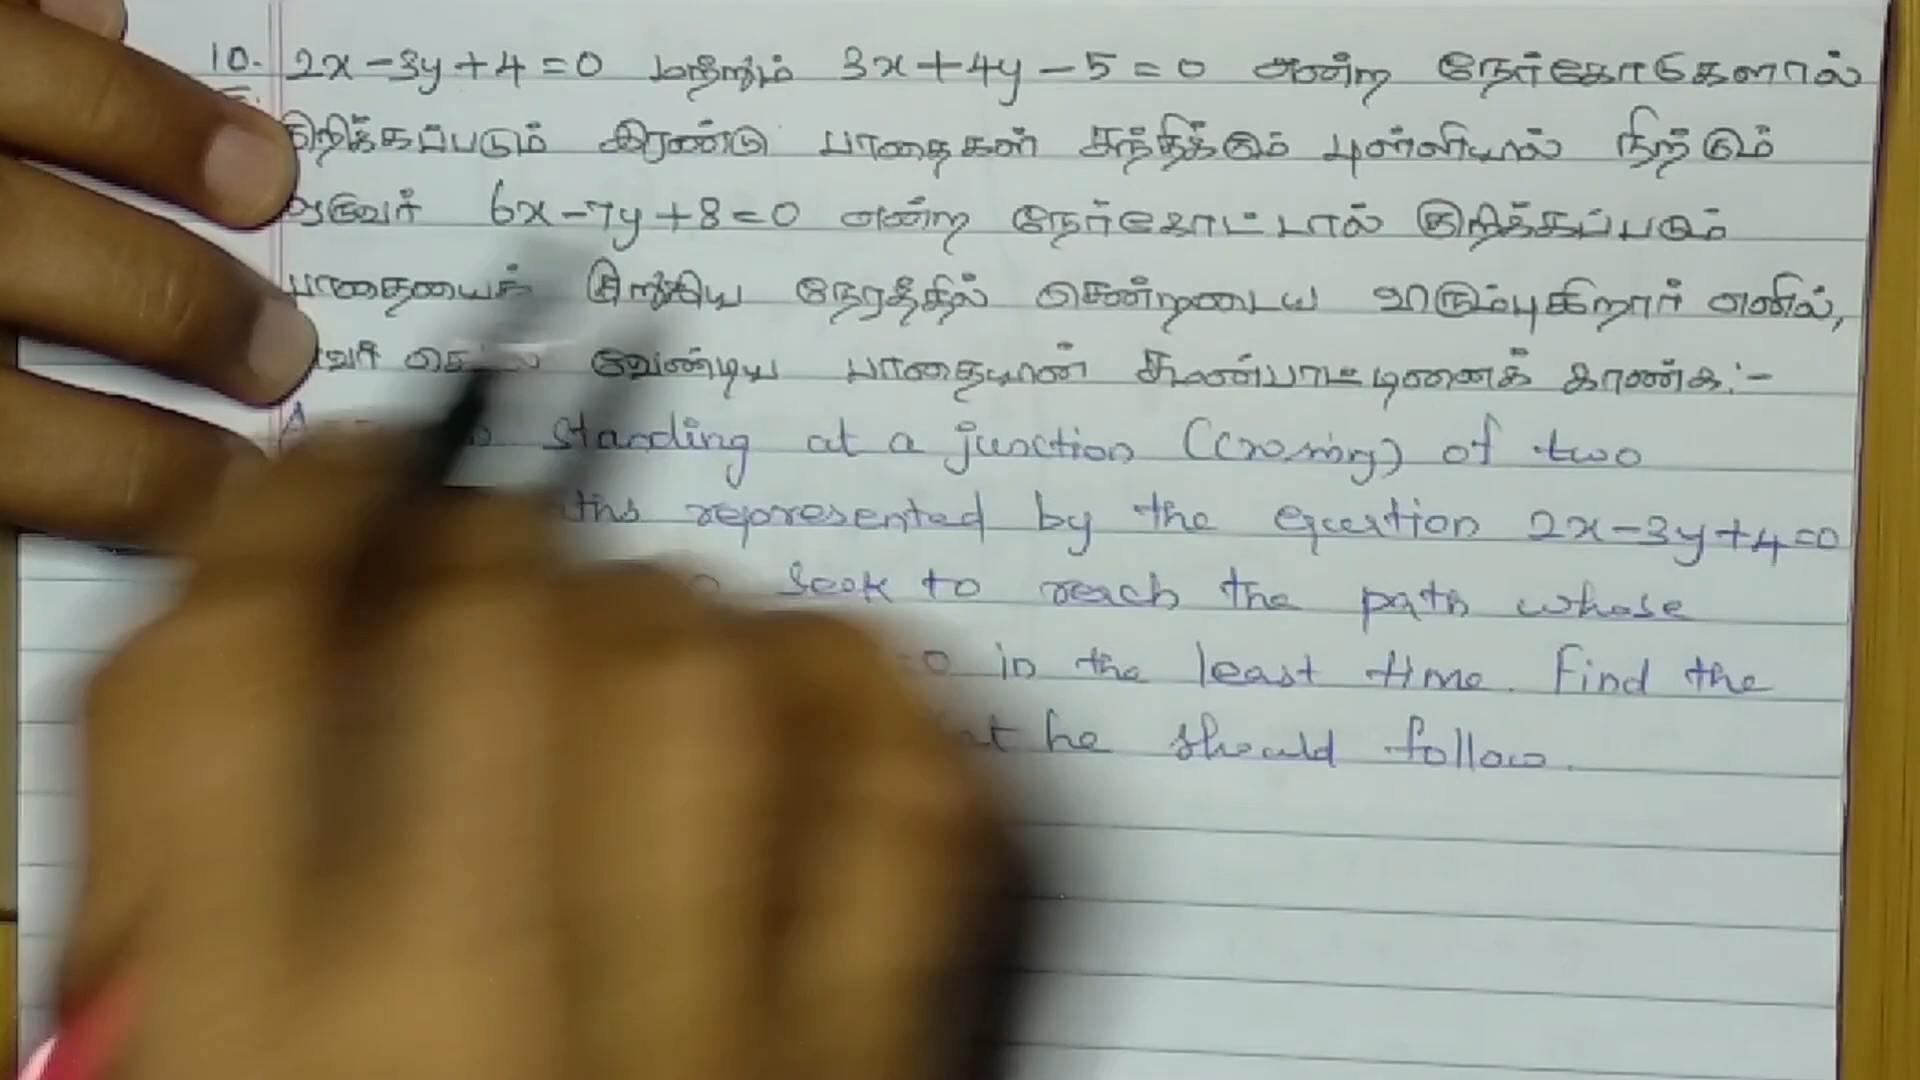 10. 2x-3y+4=0 மற்றும் 3x+4y-5=0 என்ற நேர்கோடுகளால்
குறிக்கப்படும் இரண்டு பாதைகள் சந்திக்கும் புள்ளியில் நிற்கும்
ஒருவர் 6x-7y+8=0 என்ற நேர்கோட்டால் குறிக்கப்படும்
பாதையைக் குறுகிய நேரத்தில் சென்றடைய விரும்புகிறார் எனில்,
வேண்டிய பாதையின் சமன்பாட்டினைக் காண்க:-
standing at a junction (crossing) of two
represented by the equation 2x-3y+4=0
seek to reach the path whose
=0 in the least time. Find the
he should follow.